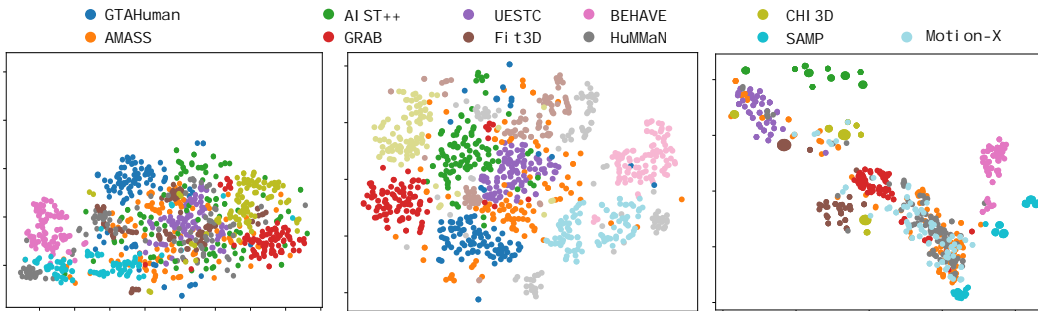 GTAHuman AIST++ UESTC BEHAVE CHI3D
AMASS GRAB Fit3D HuMMaN SAMP Motion-X